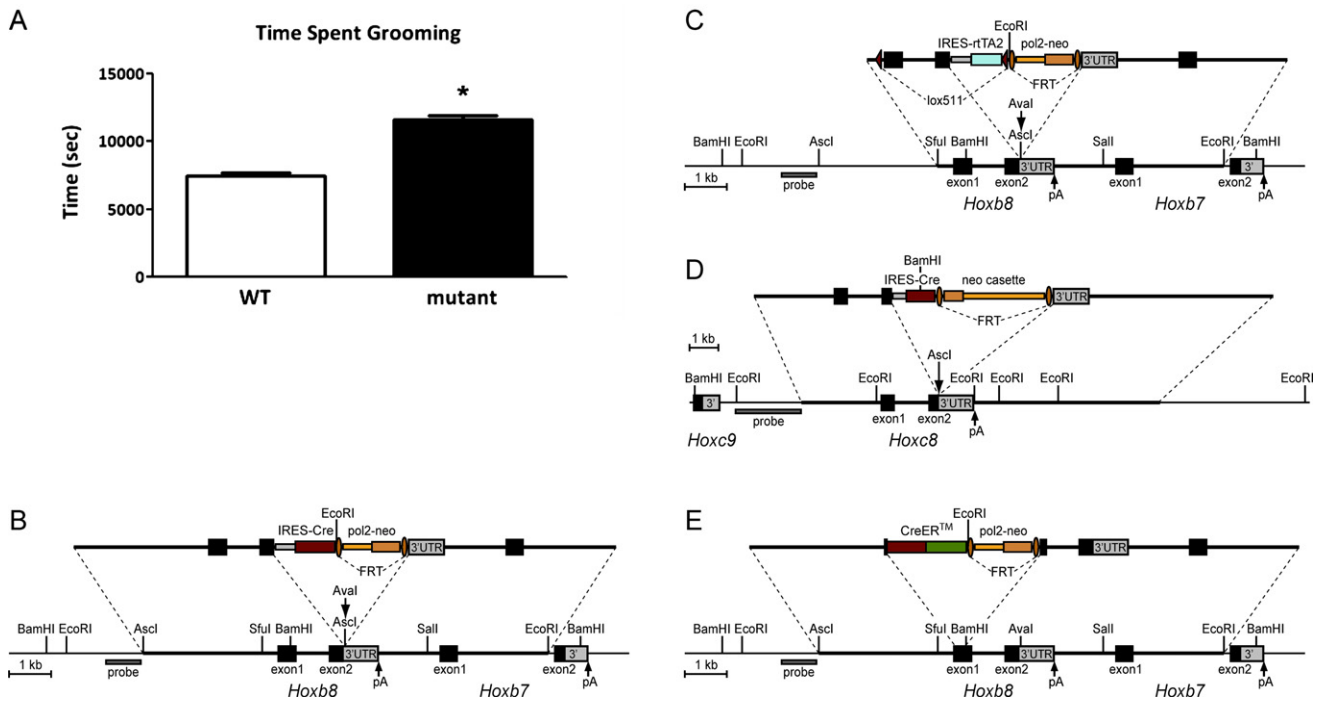 A
Time Spent Grooming
15000
10000
5000
0
Time (sec)
*
WT
mutant
B
EcoRI
IRES-Cre pol2-neo
3'UTR
FRT
AvaI
BamHI EcoRI AscI SfuI BamHI AscI SalI EcoRI BamHI
3'UTR 3'
1 kb probe exon1 exon2 pA exon1 exon2 pA
Hoxb8 Hoxb7
C
EcoRI
IRES-rtTA2 pol2-neo
3'UTR
lox511 FRT
AvaI
BamHI EcoRI AscI SfuI BamHI AscI SalI EcoRI BamHI
3'UTR 3'
1 kb probe exon1 exon2 pA exon1 exon2 pA
Hoxb8 Hoxb7
D
BamHI
IRES-Cre neo casette
3'UTR
FRT
1 kb
AscI
BamHI EcoRI EcoRI EcoRI EcoRI EcoRI EcoRI
3' 3'UTR
probe exon1 exon2 pA
Hoxc9 Hoxc8
E
EcoRI
CreER™ pol2-neo
3'UTR
FRT
BamHI EcoRI AscI SfuI BamHI AvaI SalI EcoRI BamHI
3'UTR 3'
1 kb probe exon1 exon2 pA exon1 exon2 pA
Hoxb8 Hoxb7